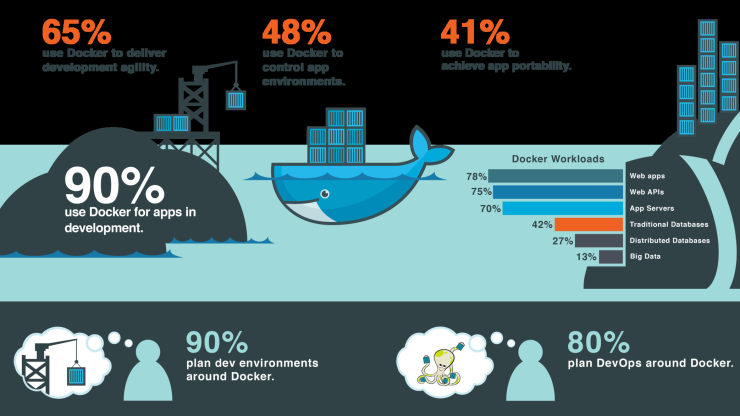 65%
use Docker to deliver
development agility.
48%
use Docker to
control app
environments.
41%
use Docker to
achieve app portability.
90%
use Docker for apps in
development.
Docker Workloads
78% Web apps
75% Web APIs
70% App Servers
42% Traditional Databases
27% Distributed Databases
13% Big Data
90%
plan dev environments
around Docker.
80%
plan DevOps around Docker.